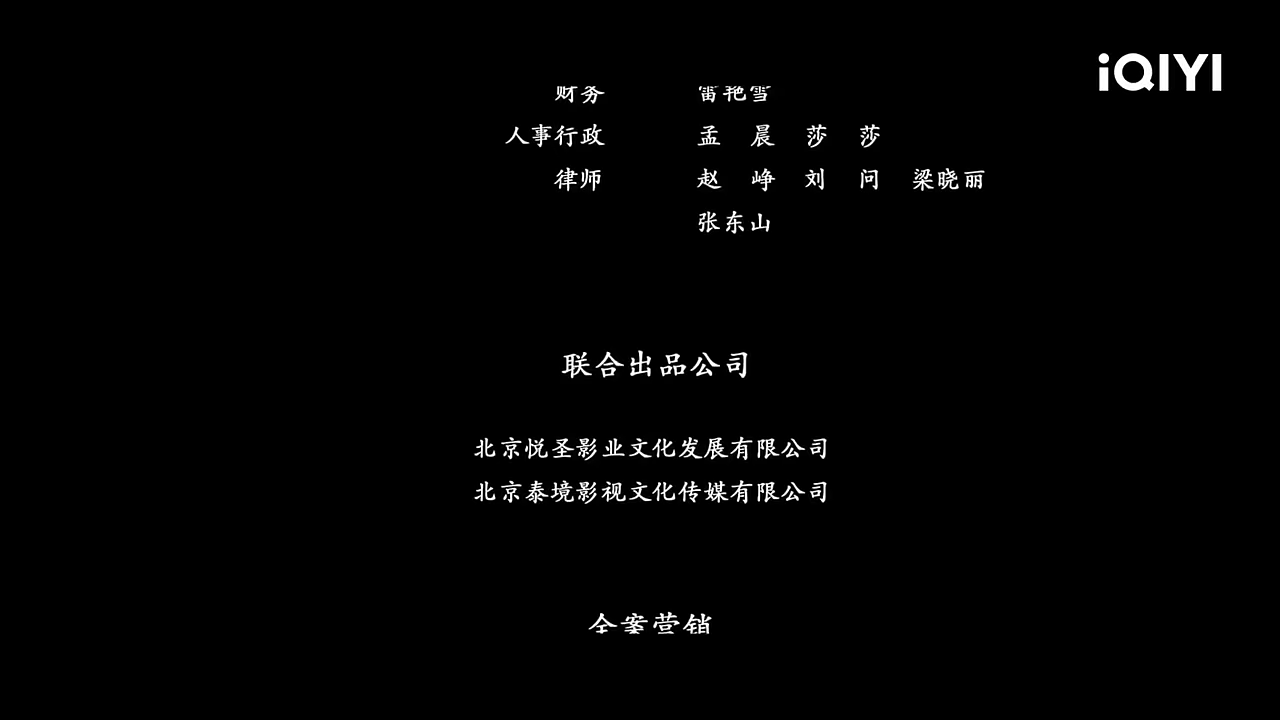 iQIYI
财务 雷艳雪
人事行政 孟晨 莎莎
律师 赵峥 刘问 梁晓丽
张东山
联合出品公司
北京悦圣影业文化发展有限公司
北京泰境影视文化传媒有限公司
全案营销